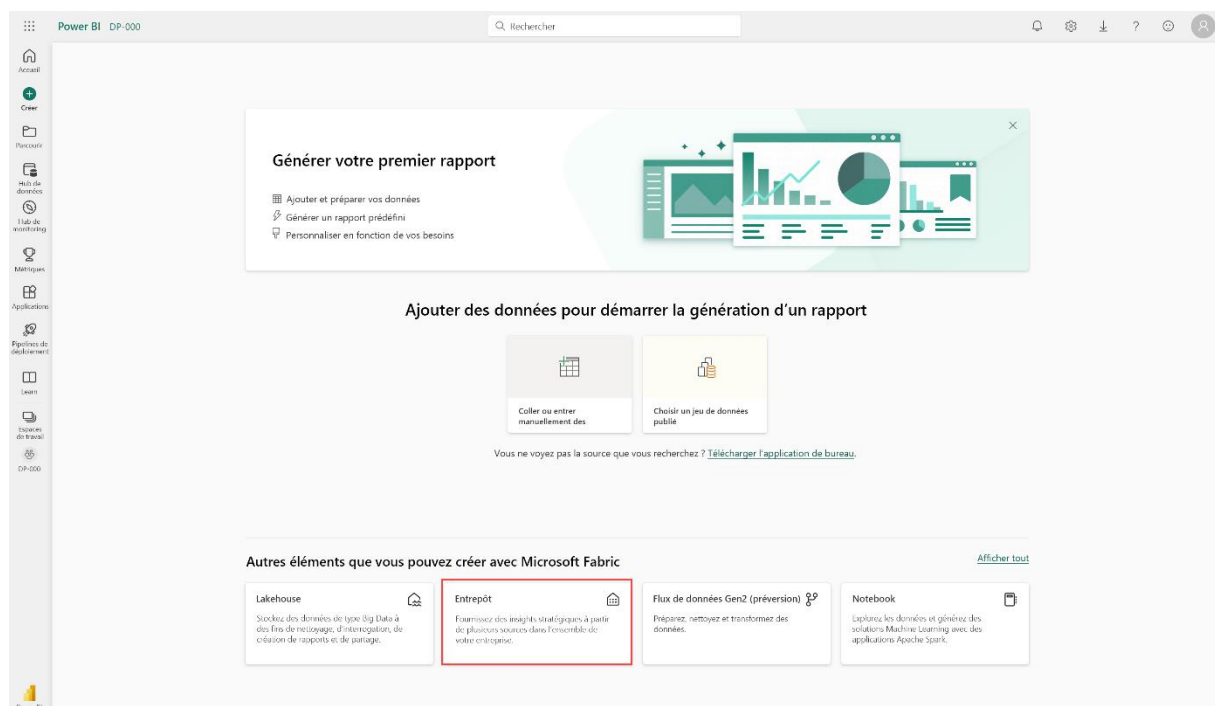 Power BI DP-000
Rechercher
Accueil
Créer
Parcourir
Hub de
données
Hub de
monitoring
Métriques
Applications
Pipelines de
déploiement
Learn
Espaces
de travail
DP-000
Générer votre premier rapport
Ajouter et préparer vos données
Générer un rapport prédéfini
Personnaliser en fonction de vos besoins
Ajouter des données pour démarrer la génération d'un rapport
Coller ou entrer
manuellement des
Choisir un jeu de données
publié
Vous ne voyez pas la source que vous recherchez ? Télécharger l'application de bureau.
Autres éléments que vous pouvez créer avec Microsoft Fabric
Afficher tout
Lakehouse
Stockez des données de type Big Data à
des fins de nettoyage, d'interrogation, de
création de rapports et de partage.
Entrepôt
Fournissez des insights stratégiques à partir
de plusieurs sources dans l'ensemble de
votre entreprise.
Flux de données Gen2 (préversion)
Préparez, nettoyez et transformez des
données.
Notebook
Explorez les données et générez des
solutions Machine Learning avec des
applications Apache Spark.